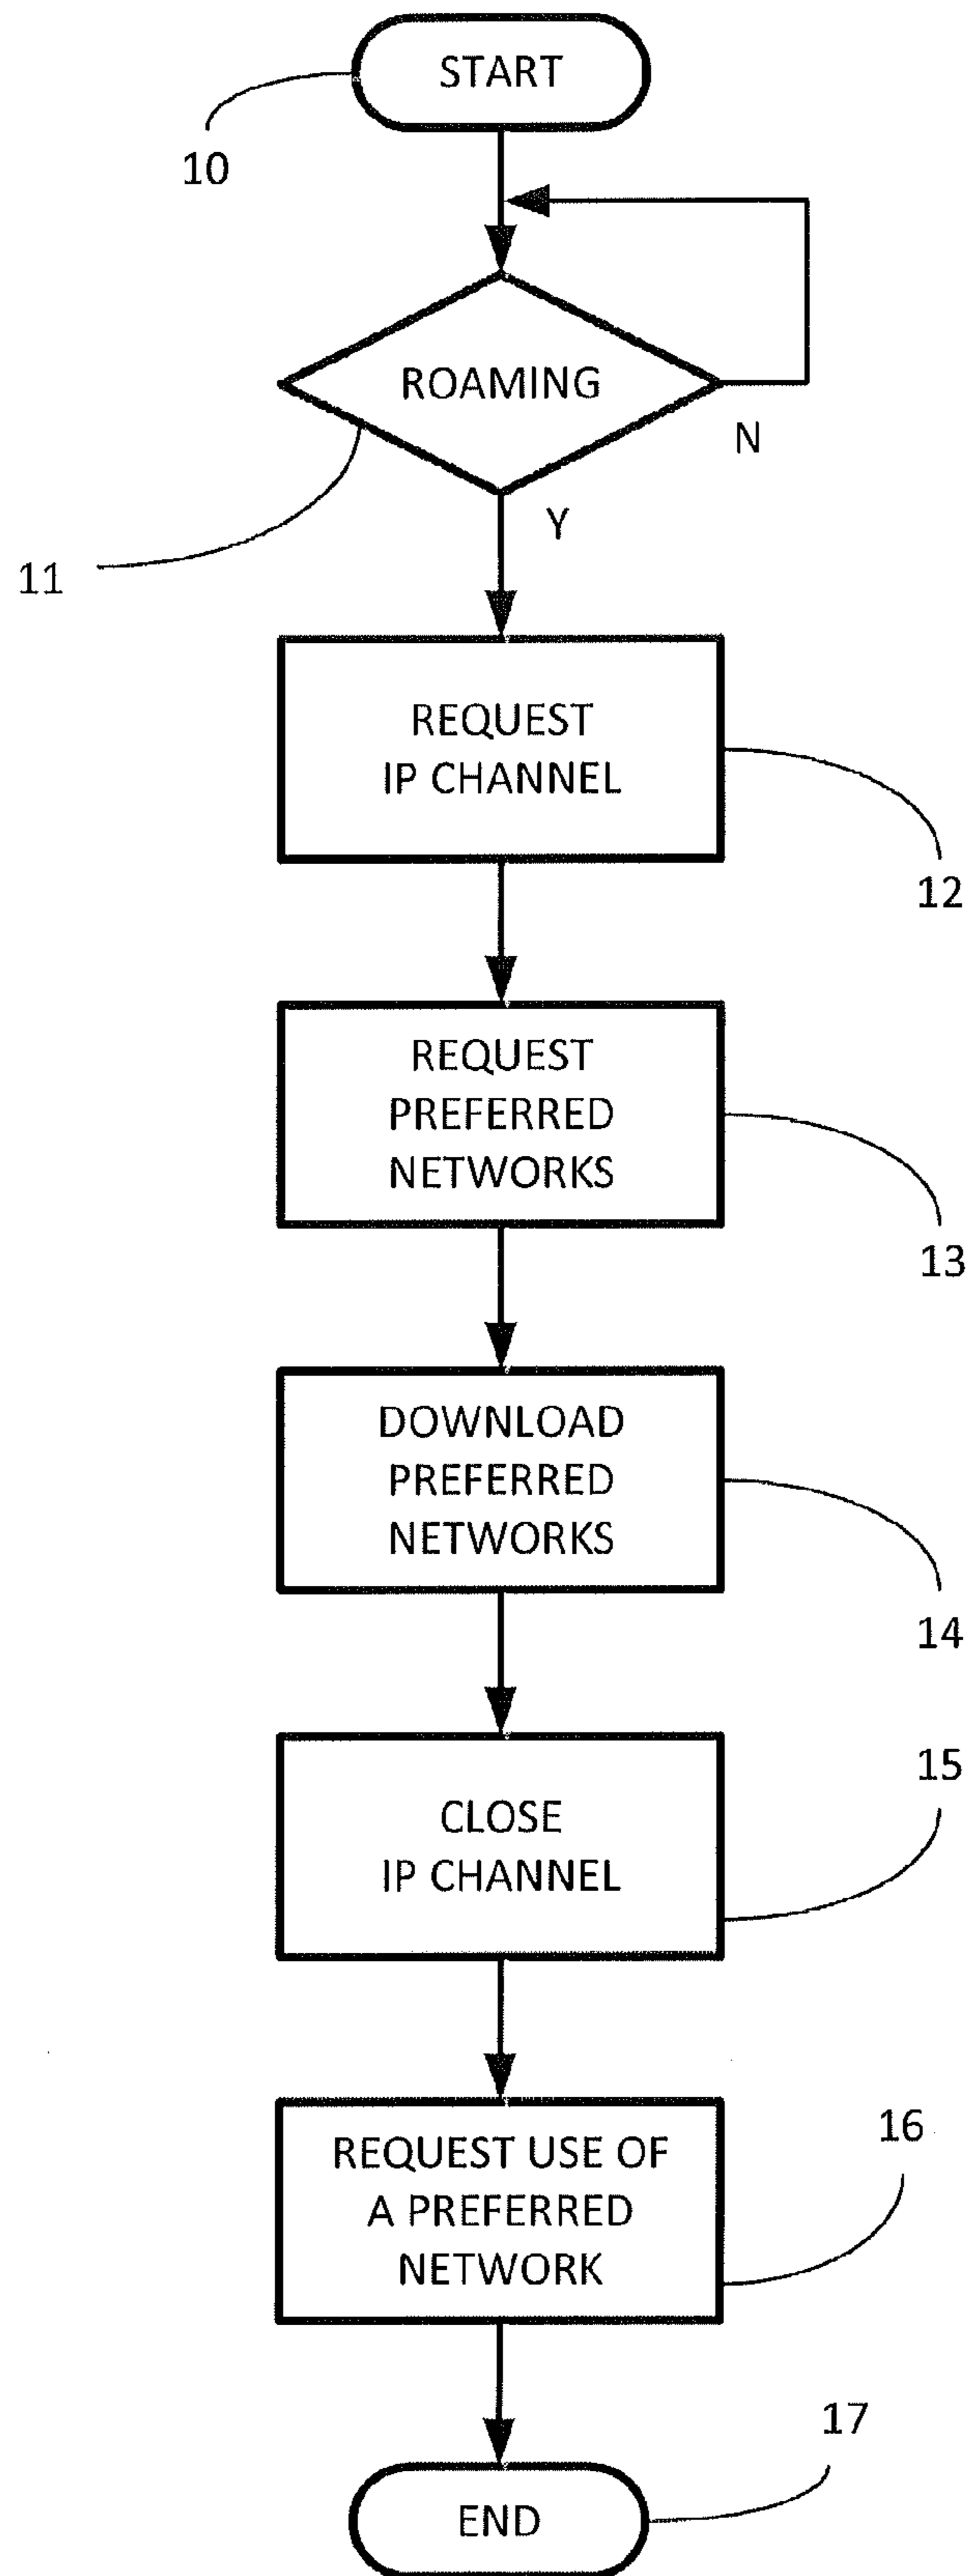 START
10
ROAMING
N
Y
11
REQUEST
IP CHANNEL
12
REQUEST
PREFERRED
NETWORKS
13
DOWNLOAD
PREFERRED
NETWORKS
14
15
CLOSE
IP CHANNEL
16
REQUEST USE OF
A PREFERRED
NETWORK
17
END